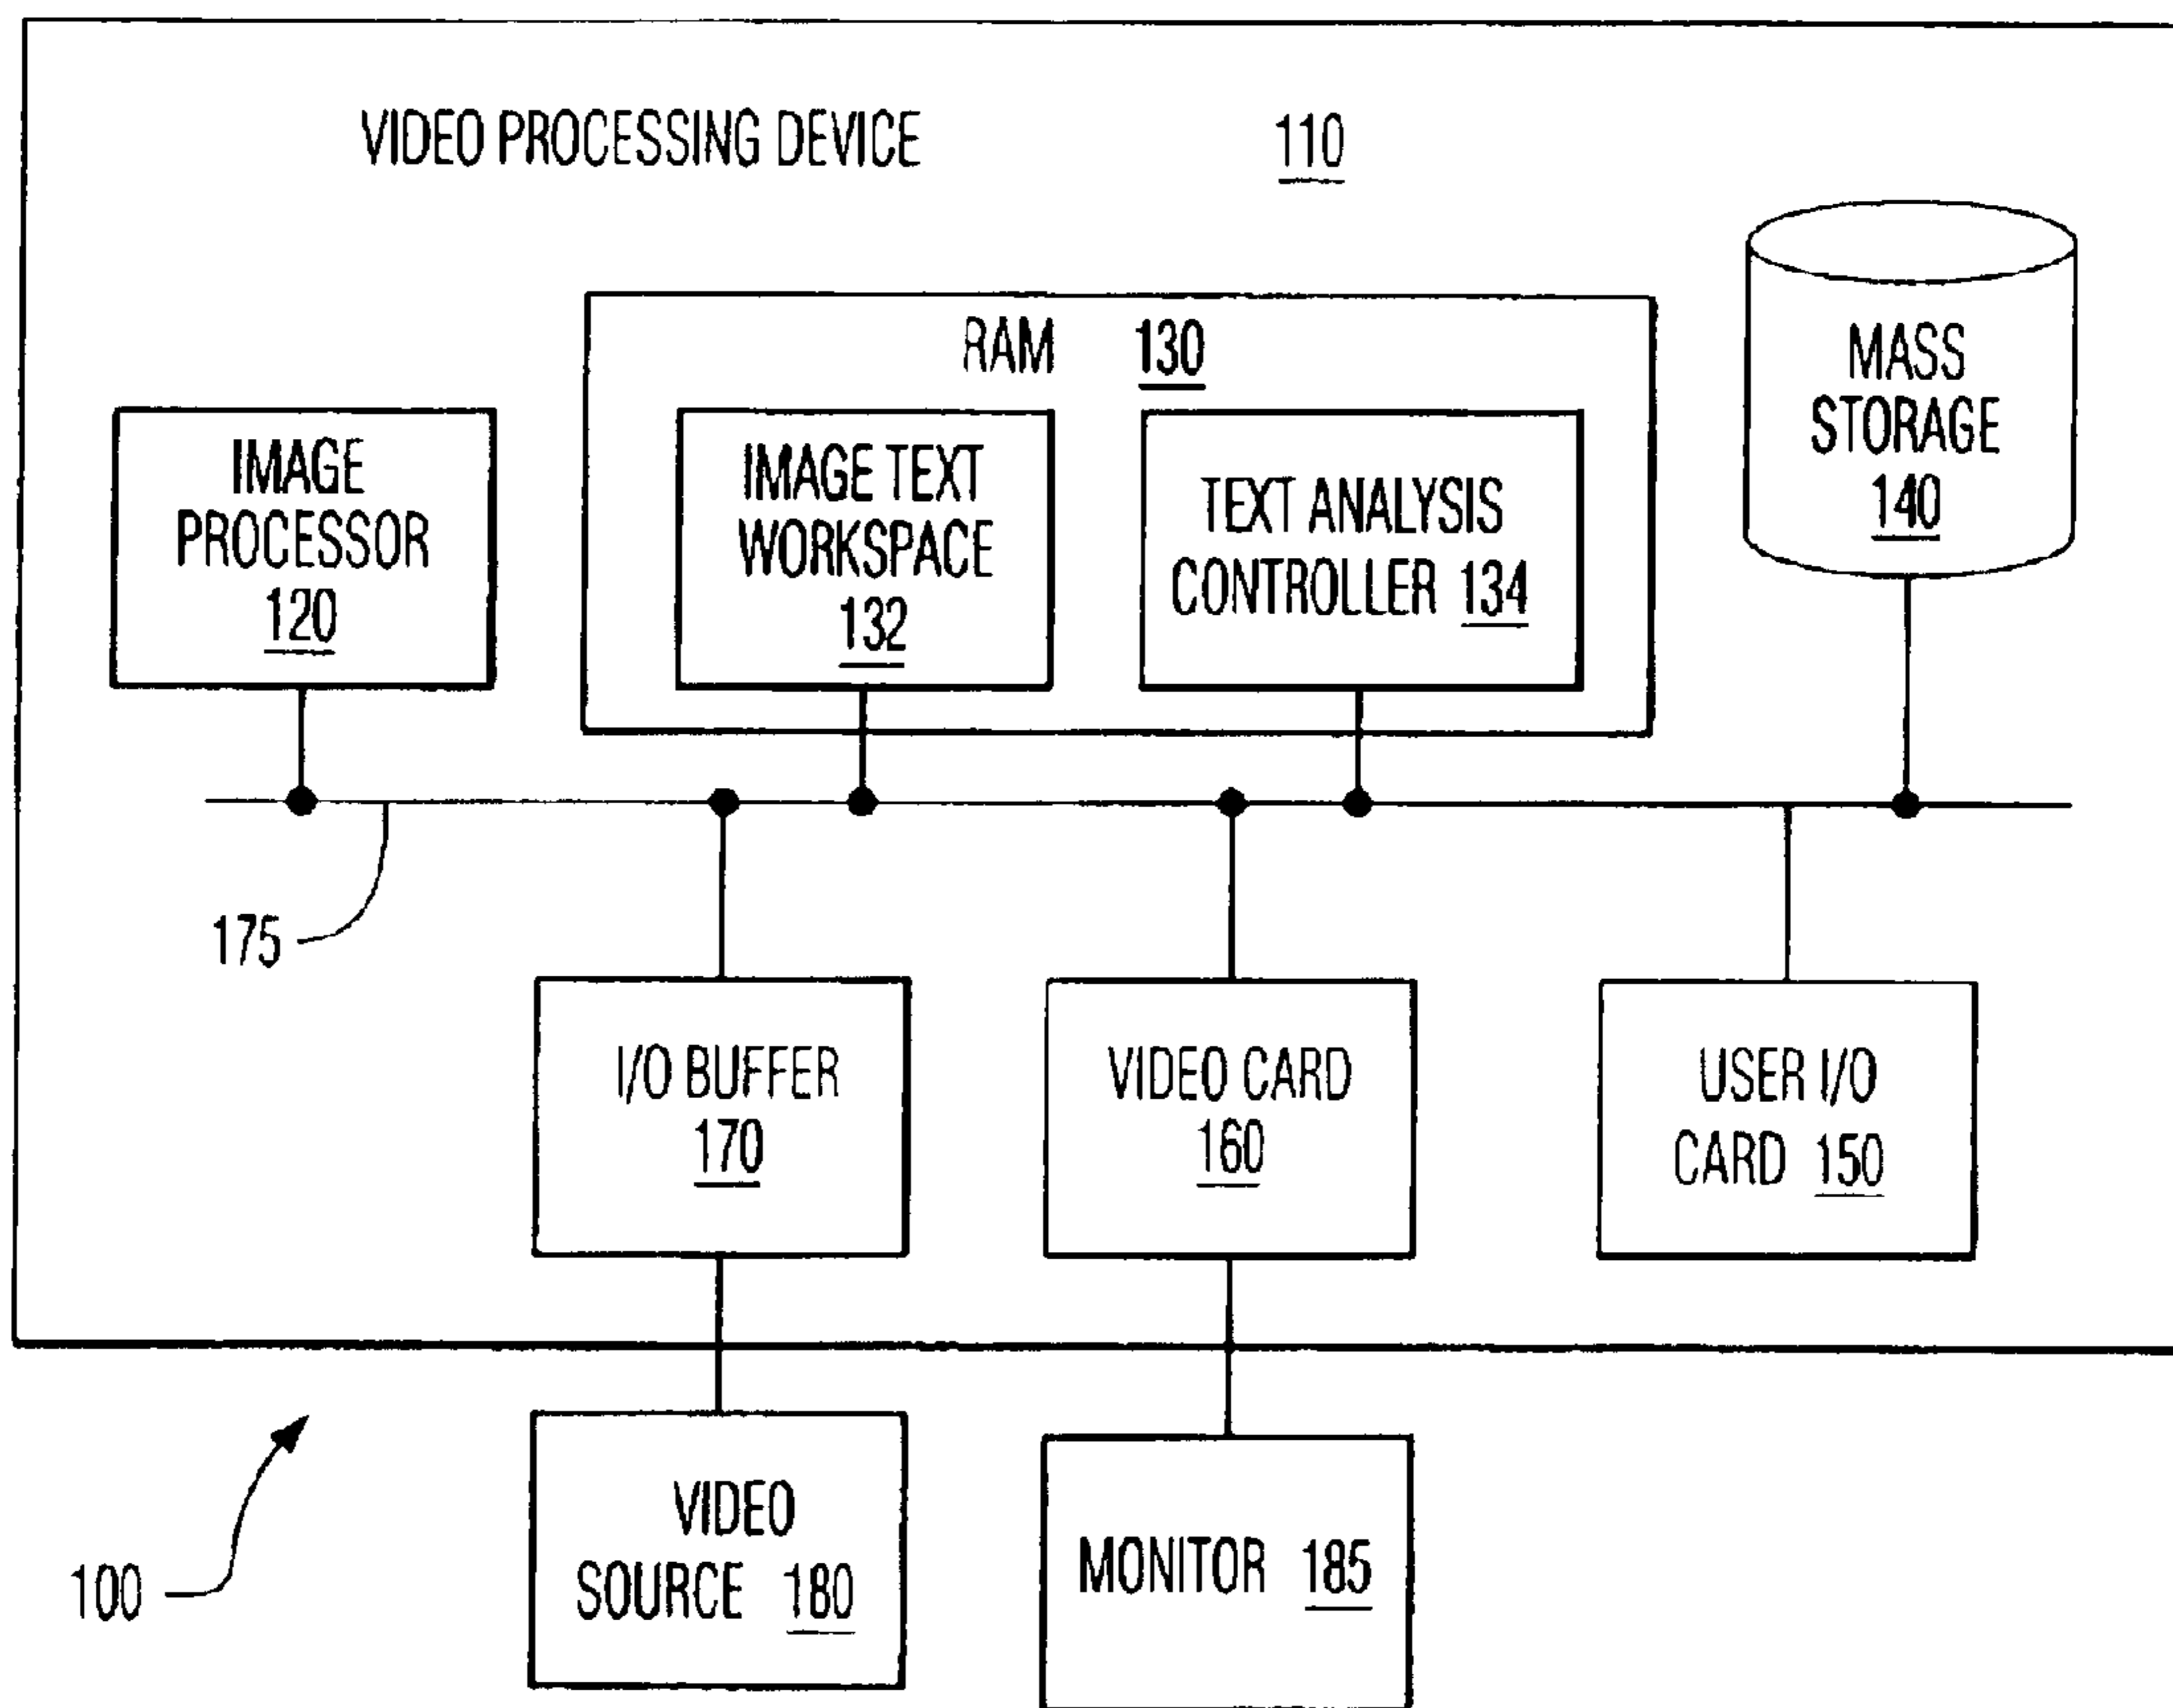 VIDEO PROCESSING DEVICE 110
RAM 130
MASS
STORAGE
140
IMAGE
PROCESSOR
120
IMAGE TEXT
WORKSPACE
132
TEXT ANALYSIS
CONTROLLER 134
175
I/O BUFFER
170
VIDEO CARD
160
USER I/O
CARD 150
100
VIDEO
SOURCE 180
MONITOR 185